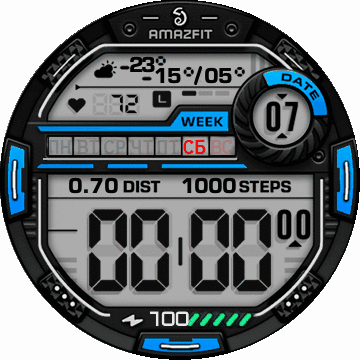 AMAZFIT
-23°
-15°/05°
72 L
DATE
07
WEEK
ПН ВТ СР ЧТ ПТ СБ ВС
0.70 DIST 1000 STEPS
00:00 00
100